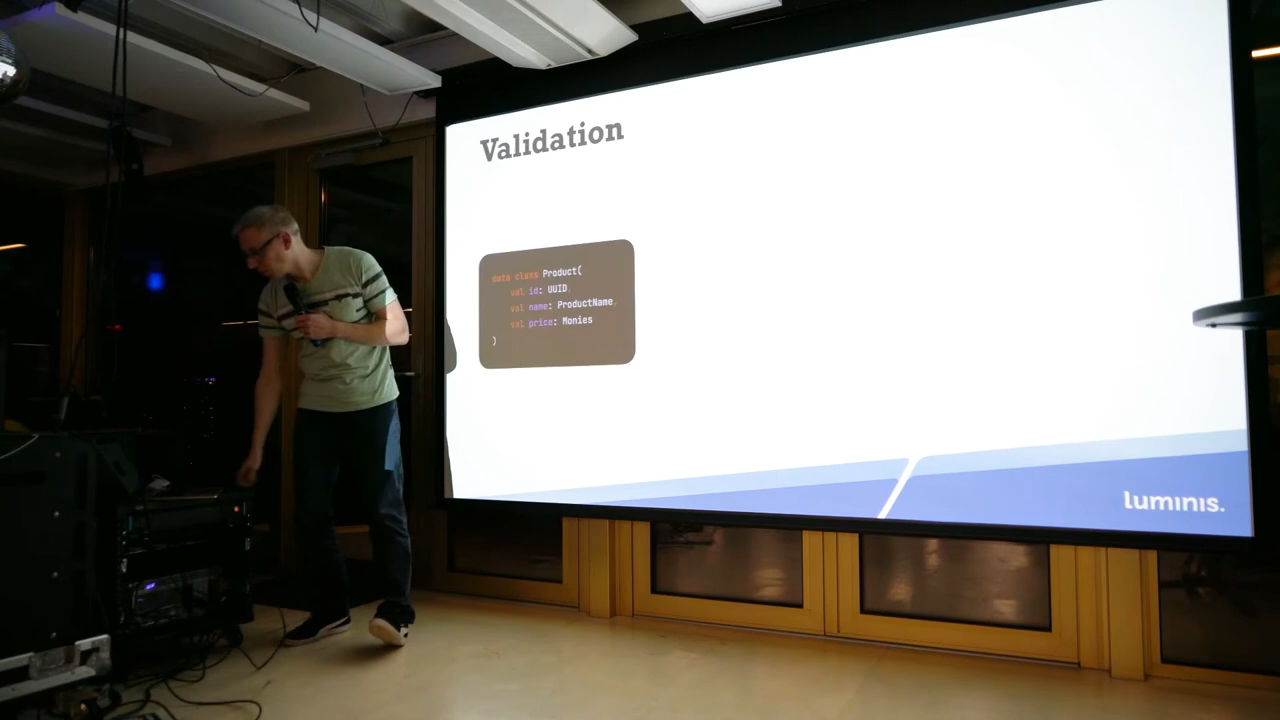 Validation
data class Product(
val id: UUID,
val name: ProductName,
val price: Monies
)
luminis.